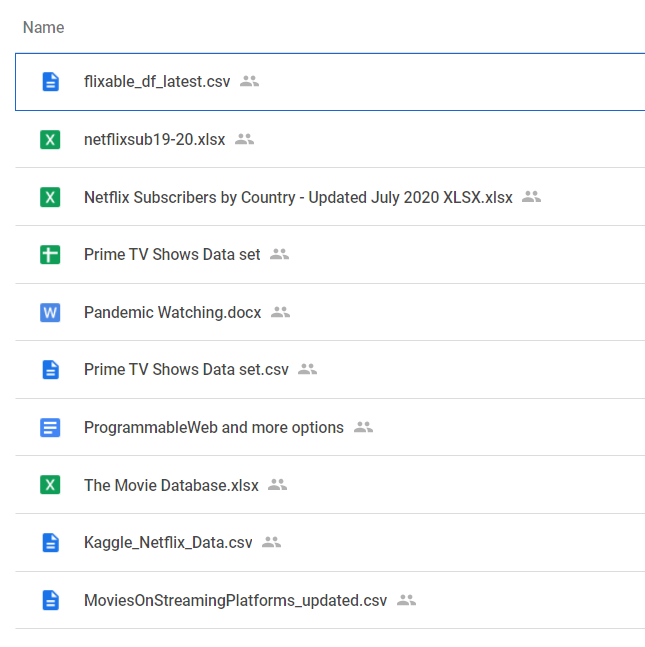 Name
flixable_df_latest.csv
X netflixsub19-20.xlsx
X Netflix Subscribers by Country - Updated July 2020 XLSX.xlsx
Prime TV Shows Data set
W Pandemic Watching.docx
Prime TV Shows Data set.csv
ProgrammableWeb and more options
X The Movie Database.xlsx
Kaggle_Netflix_Data.csv
MoviesOnStreamingPlatforms_updated.csv